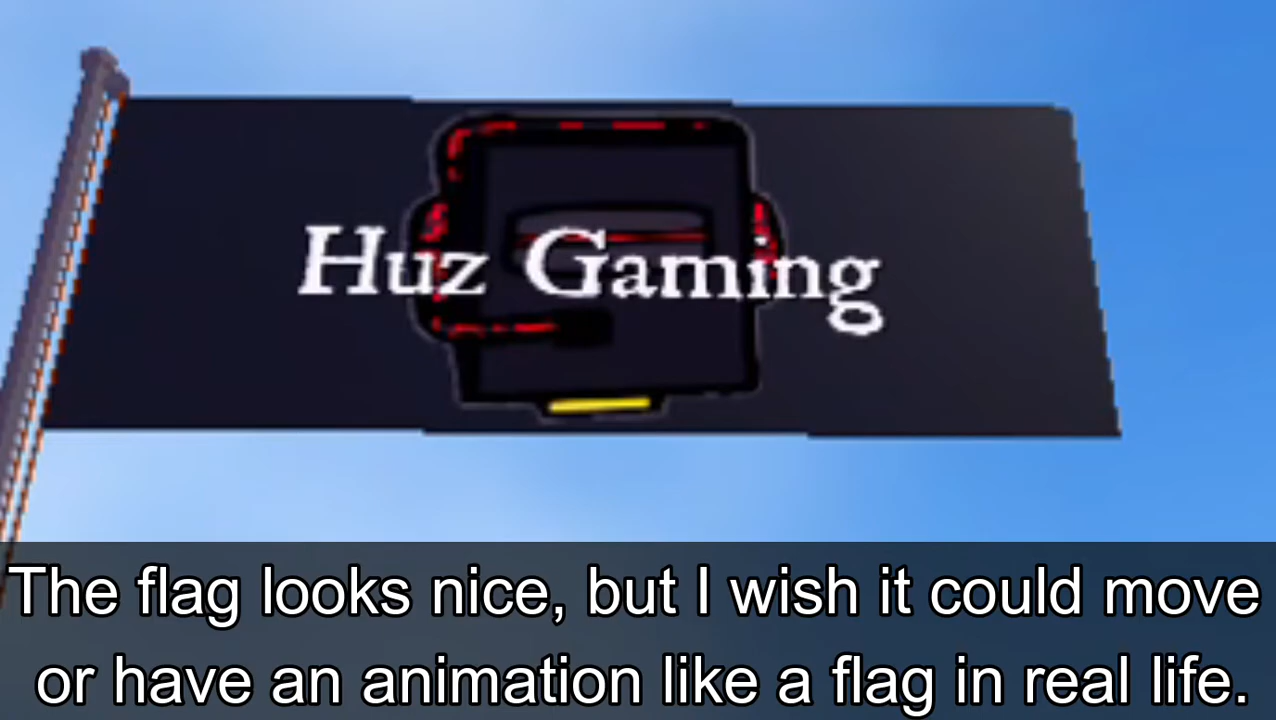 Huz Gaming
The flag looks nice, but I wish it could move
or have an animation like a flag in real life.